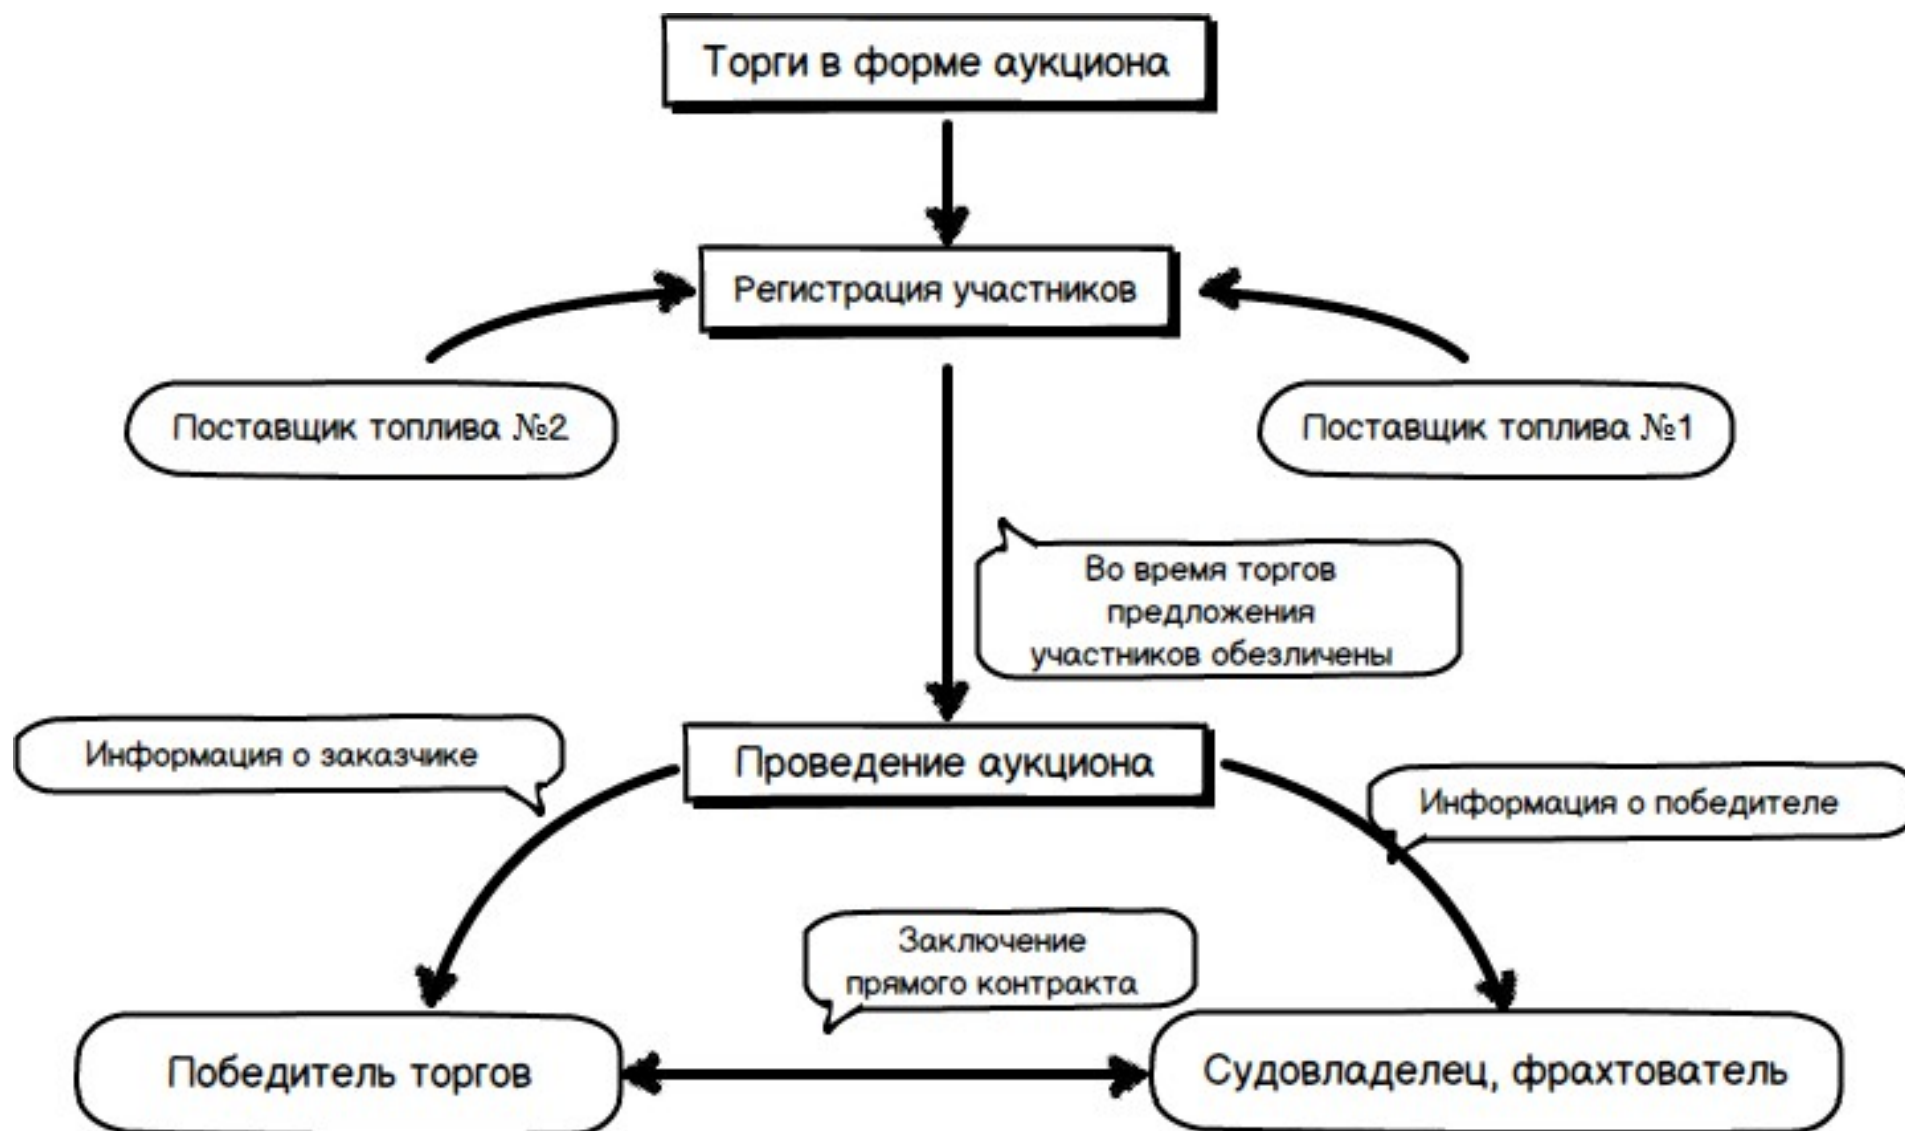 Торги в форме аукциона
Регистрация участников
Поставщик топлива №2
Поставщик топлива №1
Во время торгов
предложения
участников обезличены
Информация о заказчике
Проведение аукциона
Информация о победителе
Заключение
прямого контракта
Победитель торгов
Судовладелец, фрахтователь